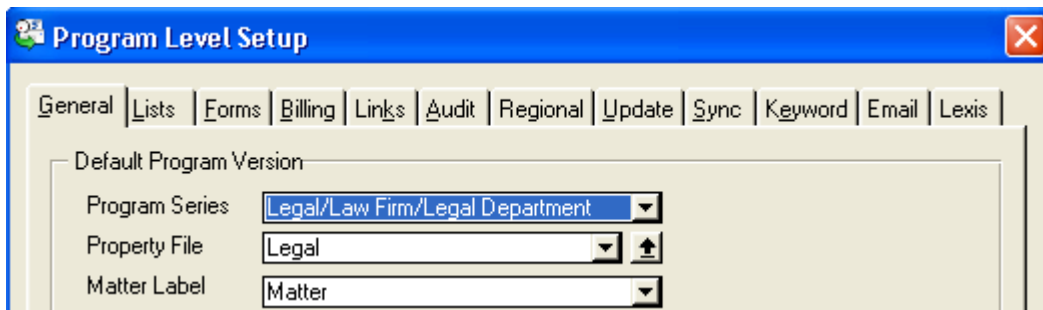 Program Level Setup
General Lists Forms Billing Links Audit Regional Update Sync Keyword Email Lexis
Default Program Version
Program Series Legal/Law Firm/Legal Department
Property File Legal
Matter Label Matter